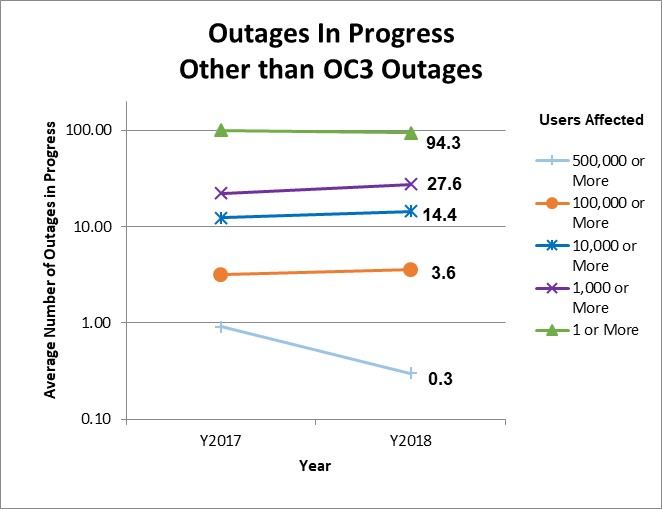 Outages In Progress
Other than OC3 Outages
Average Number of Outages in Progress
100.00
10.00
1.00
0.10
94.3
27.6
14.4
3.6
0.3
Y2017
Y2018
Year
Users Affected
500,000 or
More
100,000 or
More
10,000 or
More
1,000 or
More
1 or More